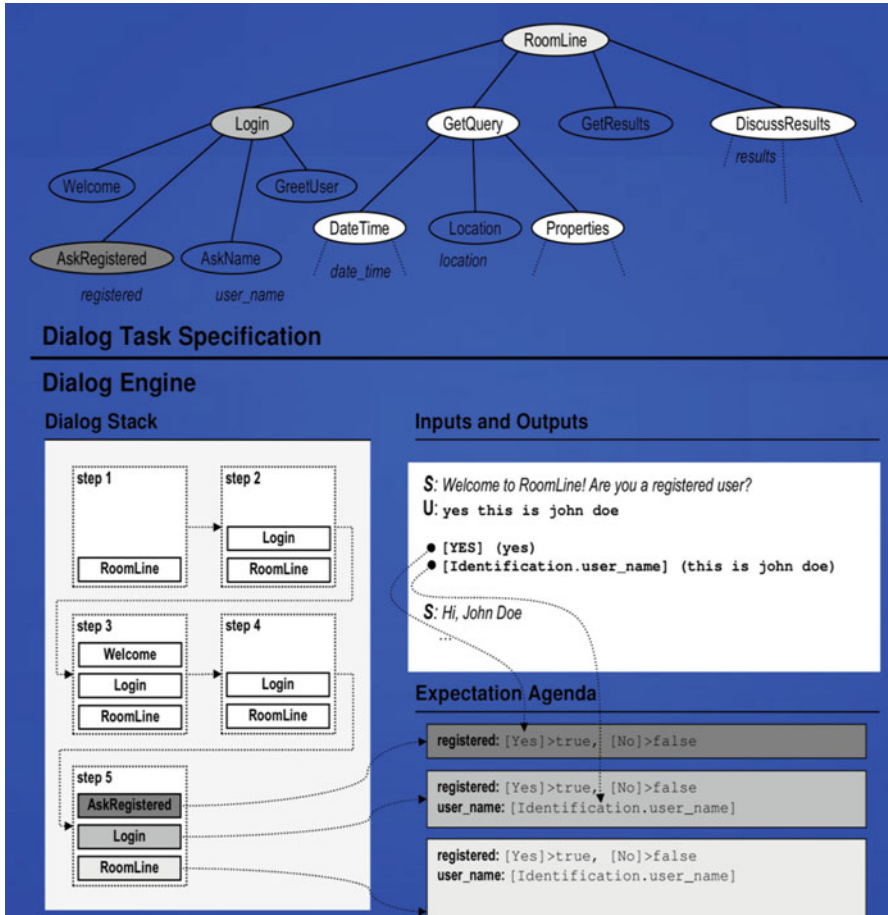 RoomLine
Login
GetQuery
GetResults
DiscussResults
results
Welcome
GreetUser
DateTime
Location
Properties
AskRegistered
AskName
date_time
location
registered
user_name
Dialog Task Specification
Dialog Engine
Dialog Stack
step 1
RoomLine
step 2
Login
RoomLine
step 3
Welcome
Login
RoomLine
step 4
Login
RoomLine
step 5
AskRegistered
Login
RoomLine
Inputs and Outputs
S: Welcome to RoomLine! Are you a registered user?
U: yes this is john doe
[YES] (yes)
[Identification.user_name] (this is john doe)
S: Hi, John Doe
...
Expectation Agenda
registered: [Yes]>true, [No]>false
registered: [Yes]>true, [No]>false
user_name: [Identification.user_name]
registered: [Yes]>true, [No]>false
user_name: [Identification.user_name]